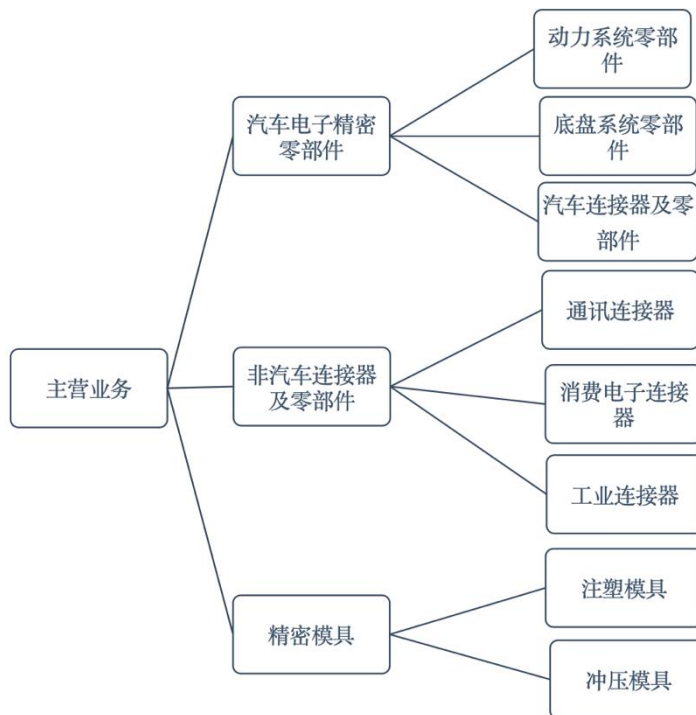 主营业务
汽车电子精密
零部件
动力系统零部
件
底盘系统零部
件
汽车连接器及零
部件
非汽车连接器
及零部件
通讯连接器
消费电子连接
器
工业连接器
精密模具
注塑模具
冲压模具